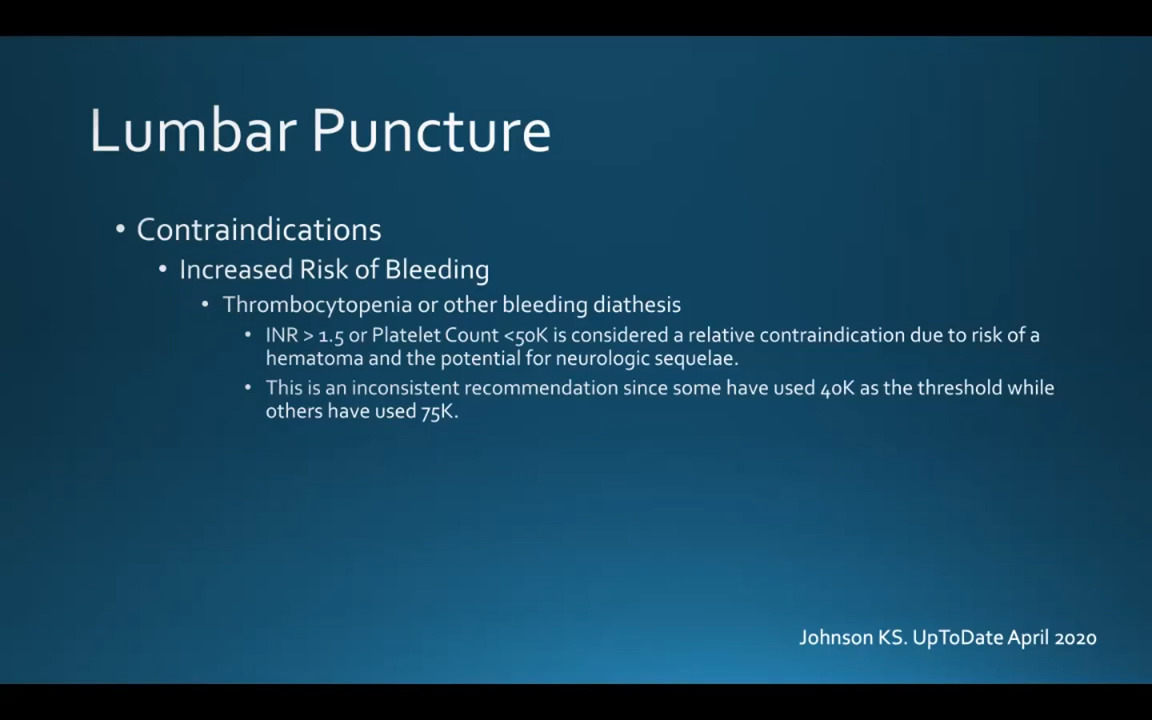 Lumbar Puncture
• Contraindications
• Increased Risk of Bleeding
• Thrombocytopenia or other bleeding diathesis
• INR > 1.5 or Platelet Count <50K is considered a relative contraindication due to risk of a
hematoma and the potential for neurologic sequelae.
• This is an inconsistent recommendation since some have used 40K as the threshold while
others have used 75K.
Johnson KS. UpToDate April 2020